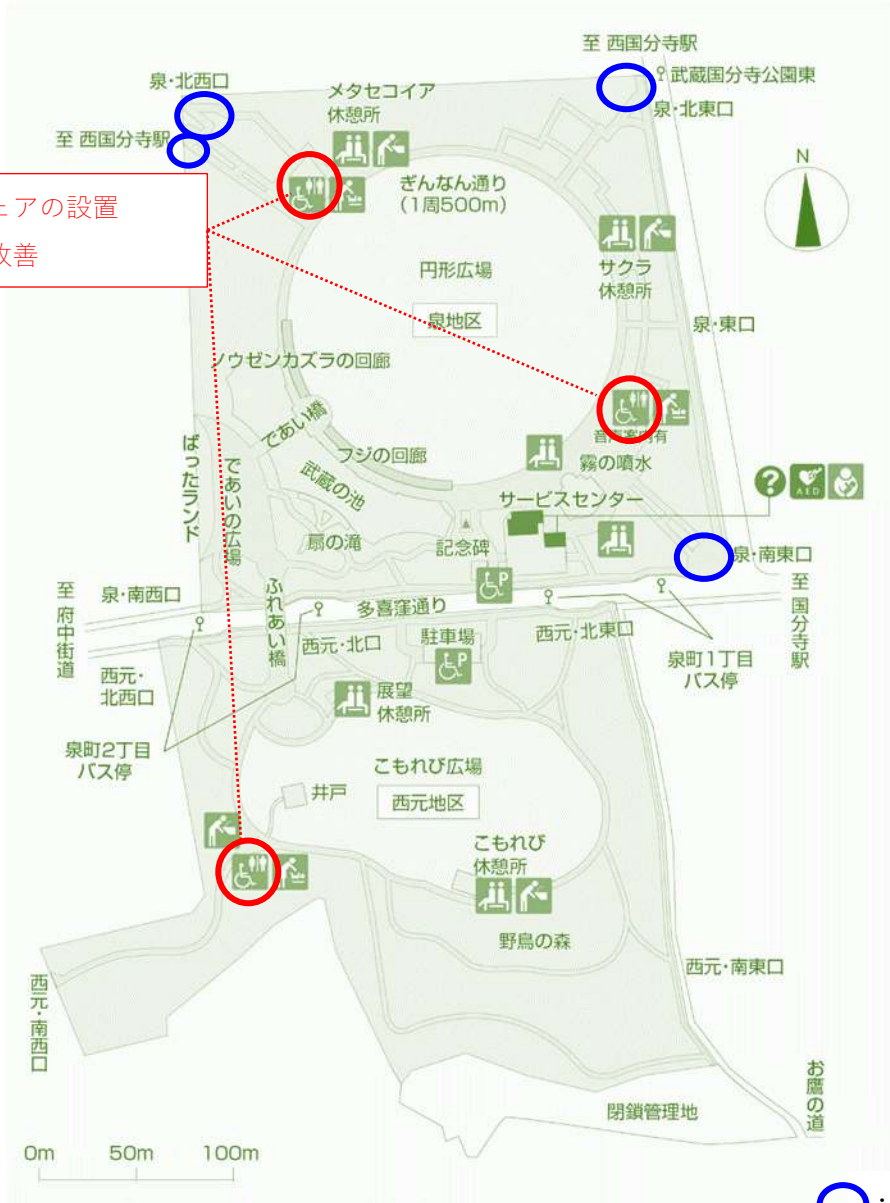 至 西国分寺駅
武蔵国分寺公園東
泉・北西口
メタセコイア
休憩所
泉・北東口
至 西国分寺駅
ェアの設置
改善
ぎんなん通り
(1周500m)
N
円形広場
サクラ
休憩所
泉地区
泉・東口
ノウゼンカズラの回廊
であい橋
音声案内有
ばったランド
であいの広場
フジの回廊
霧の噴水
武蔵の池
サービスセンター
?
AED
扇の滝
記念碑
泉・南東口
P
至 府中街道
泉・南西口
ふれあい橋
多喜窪通り
至 国分寺駅
西元・北口
駐車場
西元・北東口
P
泉町1丁目
バス停
西元・
北西口
展望
休憩所
泉町2丁目
バス停
こもれび広場
井戸
西元地区
こもれび
休憩所
野鳥の森
西元・南東口
西元・南西口
お鷹の道
閉鎖管理地
0m 50m 100m
: